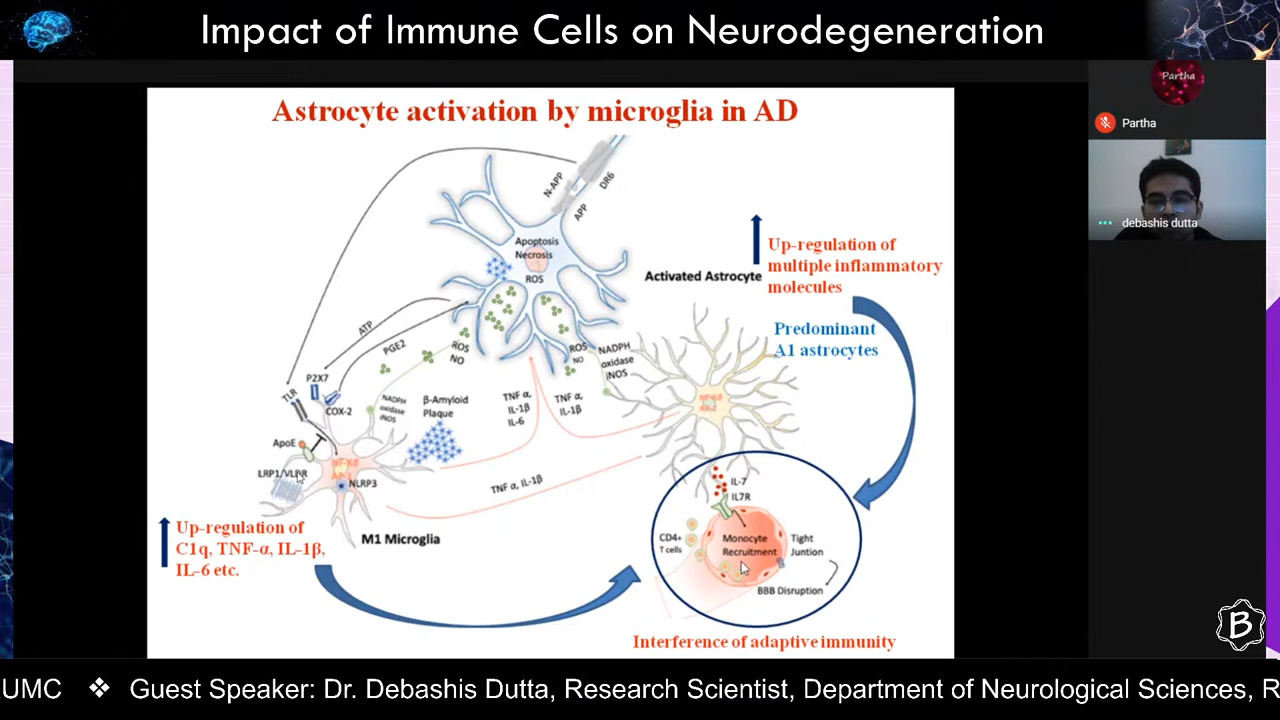 Impact of Immune Cells on Neurodegeneration
Partha
Partha
debashis dutta
Astrocyte activation by microglia in AD
N-APP
DR6
APP
Apoptosis
Necrosis
ROS
Activated Astrocyte
Up-regulation of
multiple inflammatory
molecules
Predominant
A1 astrocytes
ATP
PGE2
ROS
NO
ROS
NO
NADPH
oxidase
iNOS
P2X7
TLR
COX-2
NADPH
oxidase
iNOS
β-Amyloid
Plaque
TNF α,
IL-1β
IL-6
TNF α,
IL-1β
ApoE
LRP1/VLDLR
NLRP3
TNF α, IL-1β
M1 Microglia
Up-regulation of
C1q, TNF-α, IL-1β,
IL-6 etc.
IL-7
IL7R
CD4+
T cells
Monocyte
Recruitment
Tight
Juntion
BBB Disruption
Interference of adaptive immunity
B
UMC ❖ Guest Speaker: Dr. Debashis Dutta, Research Scientist, Department of Neurological Sciences, R